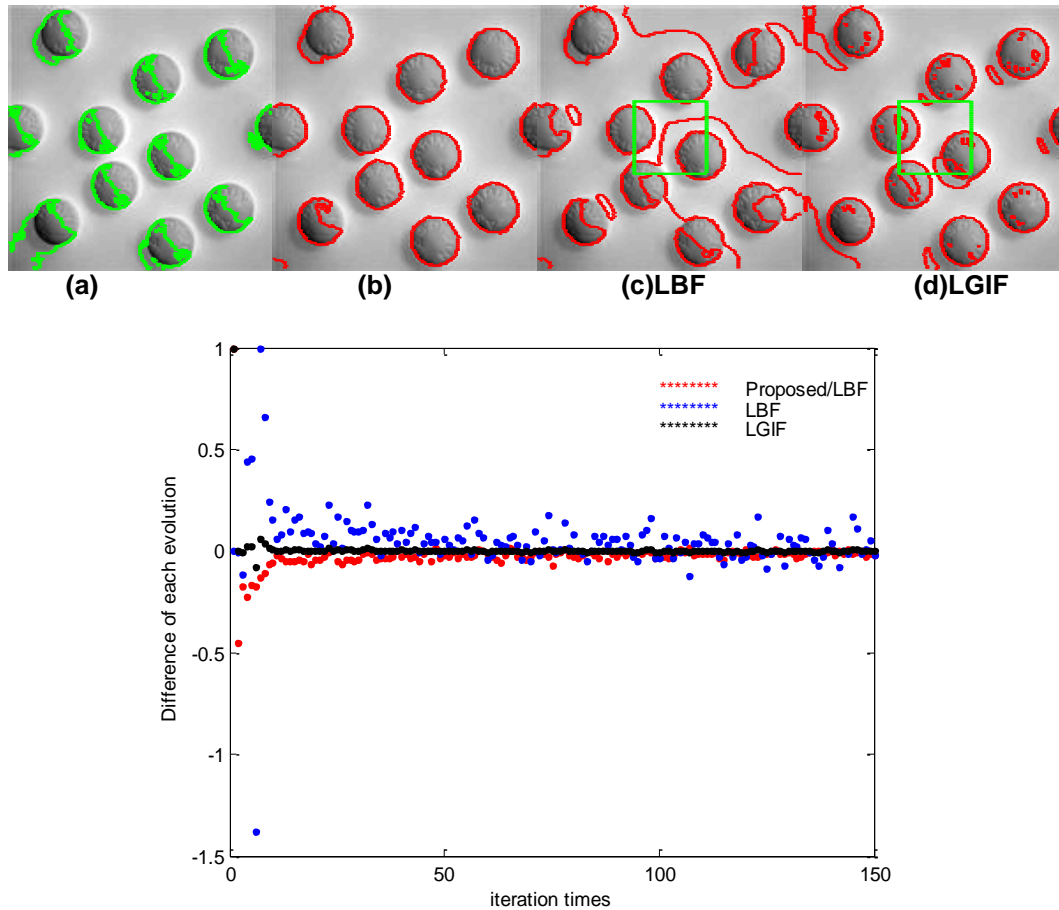 (a) (b) (c)LBF (d)LGIF
1
0.5
0
-0.5
-1
-1.5
0 50 100 150
Difference of each evolution
iteration times
******** Proposed/LBF
******** LBF
******** LGIF